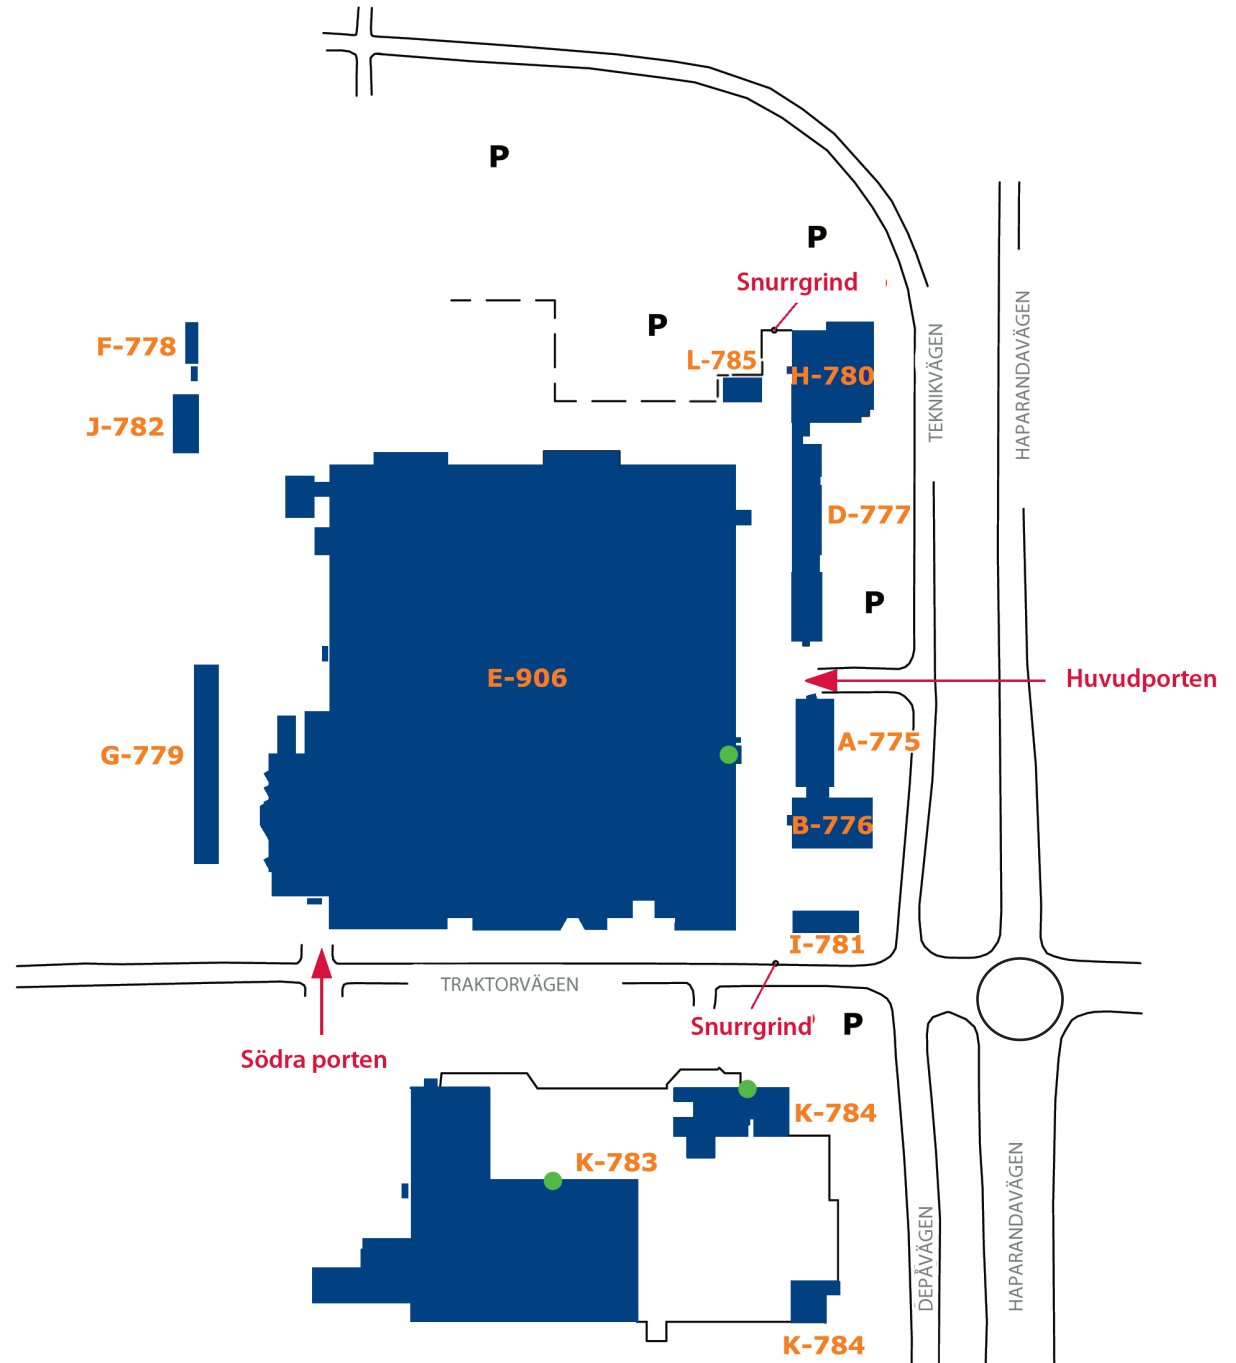 P
P
Snurrgrind
P
F-778
L-785
H-780
TEKNIKVÄGEN
HAPARANDAVÄGEN
J-782
D-777
P
E-906
Huvudporten
G-779
A-775
B-776
I-781
TRAKTORVÄGEN
Snurrgrind
P
Södra porten
K-784
K-783
DEPÅVÄGEN
HAPARANDAVÄGEN
K-784